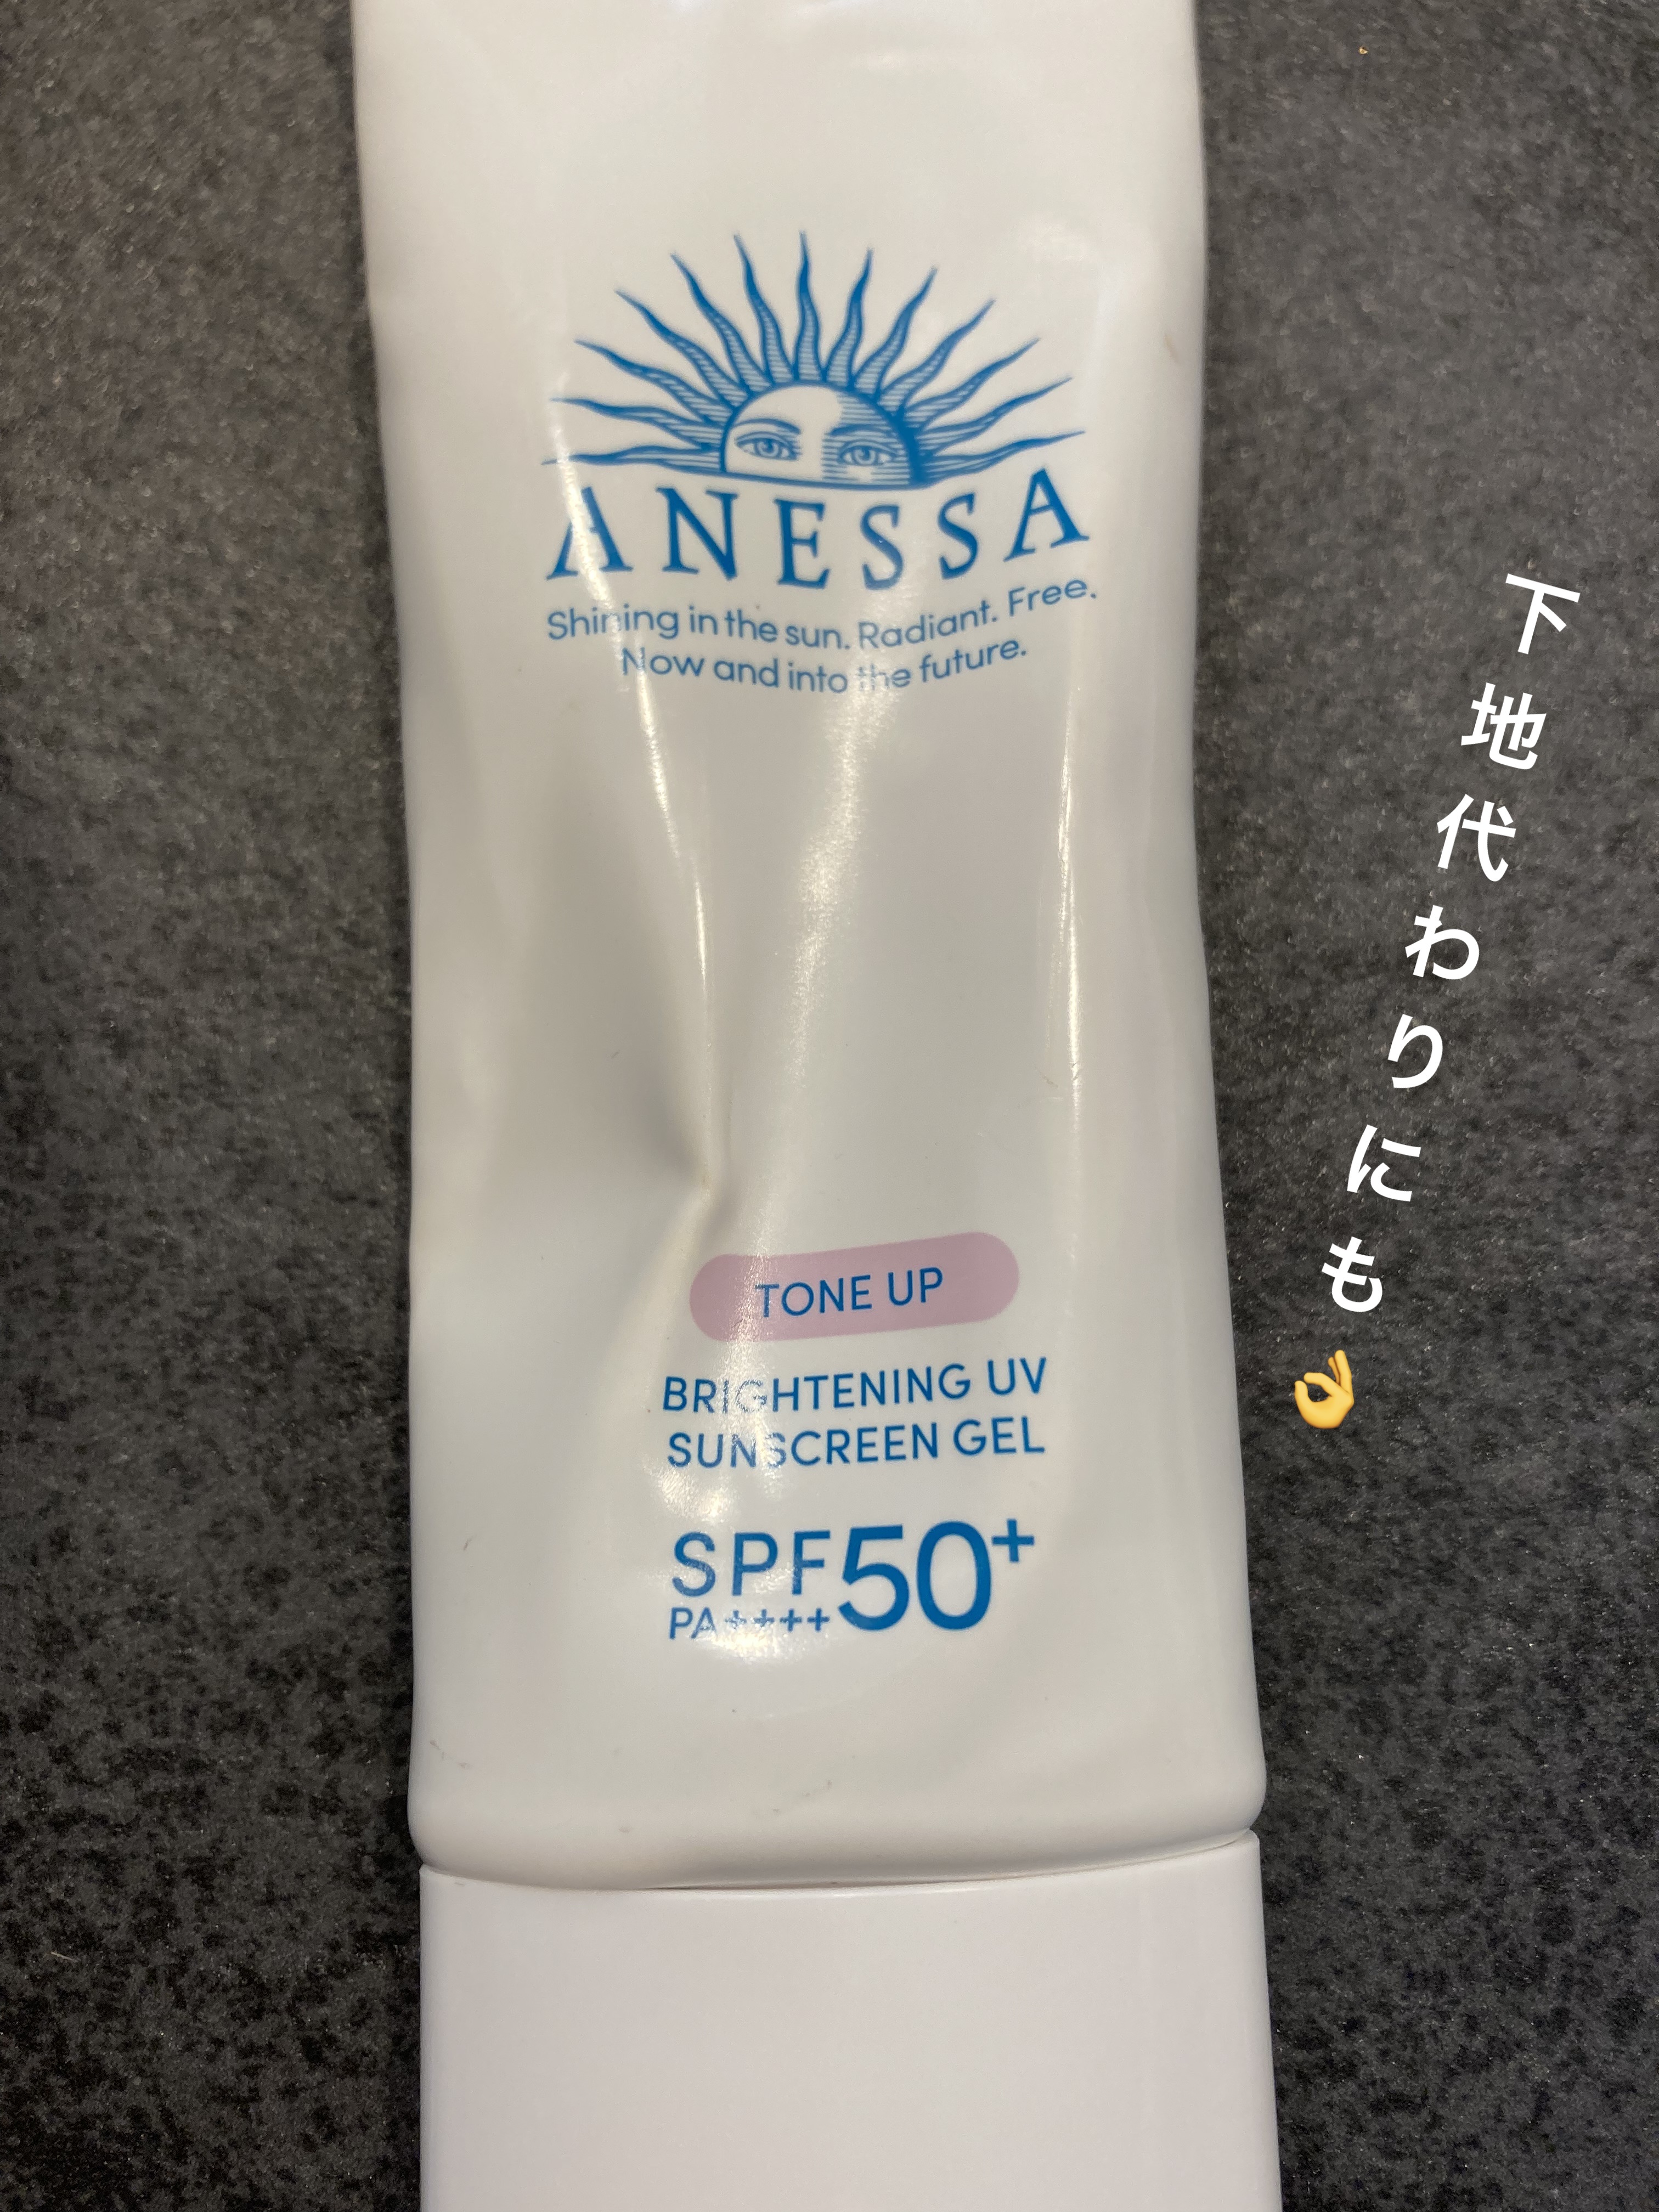 ANESSA
Shining in the sun. Radiant. Free.
Now and into the future.
TONE UP
BRIGHTENING UV
SUNSCREEN GEL
SPF50+
PA++++
下地代わりにも👌